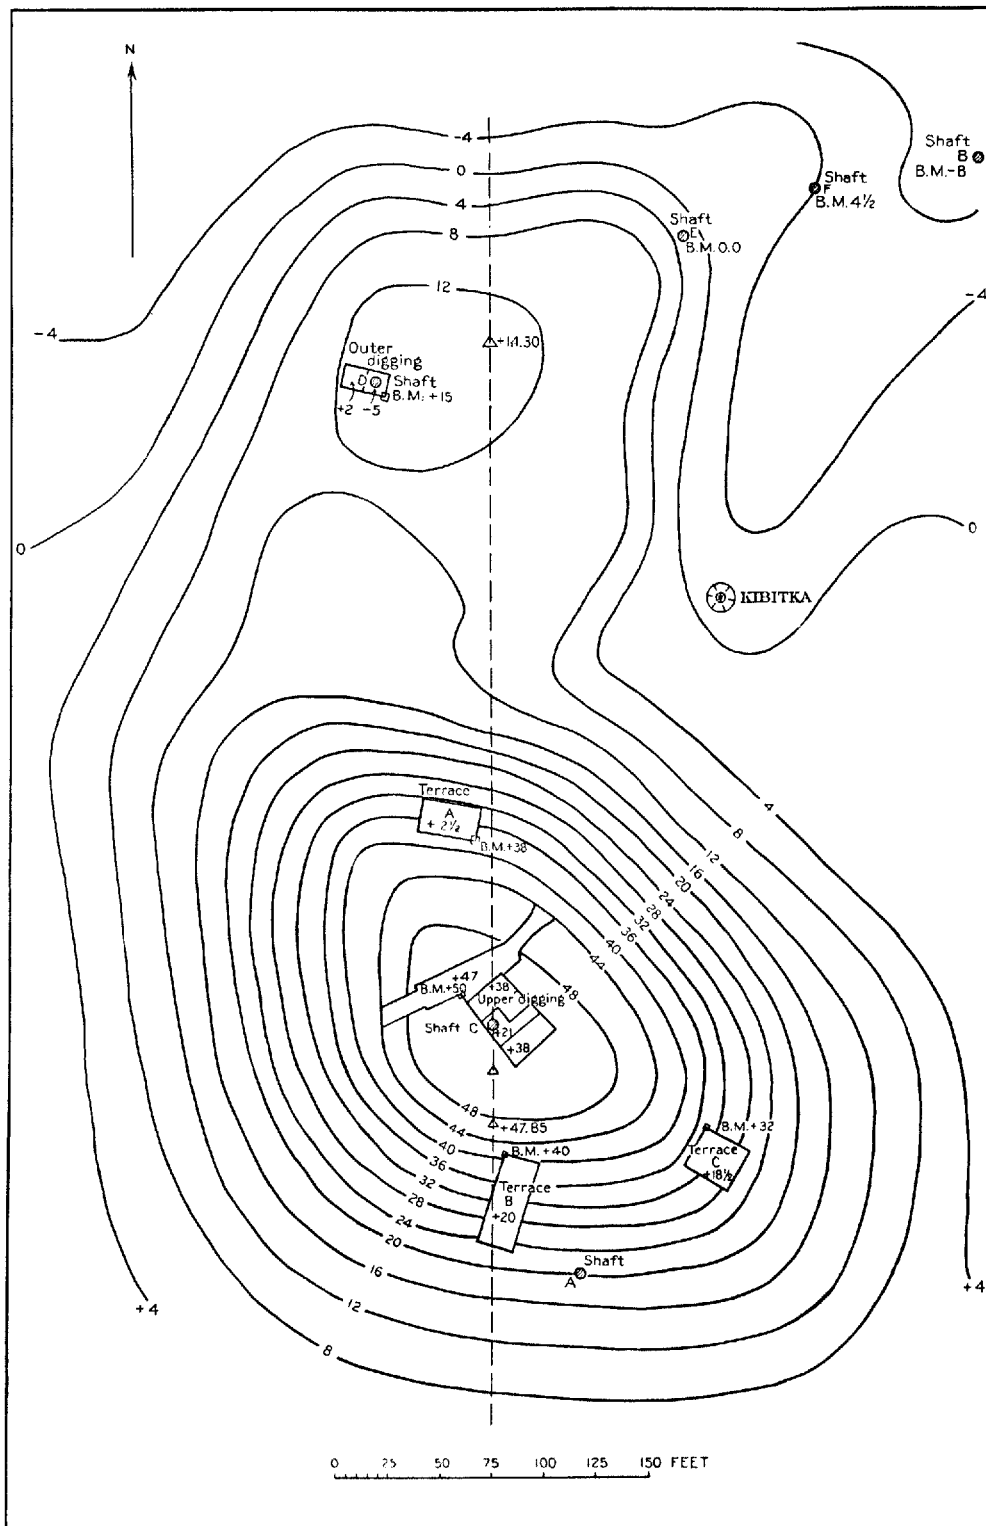 N
-4
0
4
8
12
Shaft
B
B.M.-B
Shaft
F
B.M. 4½
Shaft
E
B.M. 0.0
-4
-4
+14.30
Outer
digging
D
Shaft
B.M. +15
+2 -5
0
0
KIBITKA
4
8
12
16
20
24
28
32
36
40
44
48
Terrace
A
+ 2½
B.M.+38
+47
B.M.+50
+38
Upper digging
Shaft C
+21
+38
48
+47.85
44
40
36
32
28
24
20
16
12
8
B.M.+40
B.M.+32
Terrace
C
+18½
Terrace
B
+20
Shaft
A
+4
+4
0 25 50 75 100 125 150 FEET